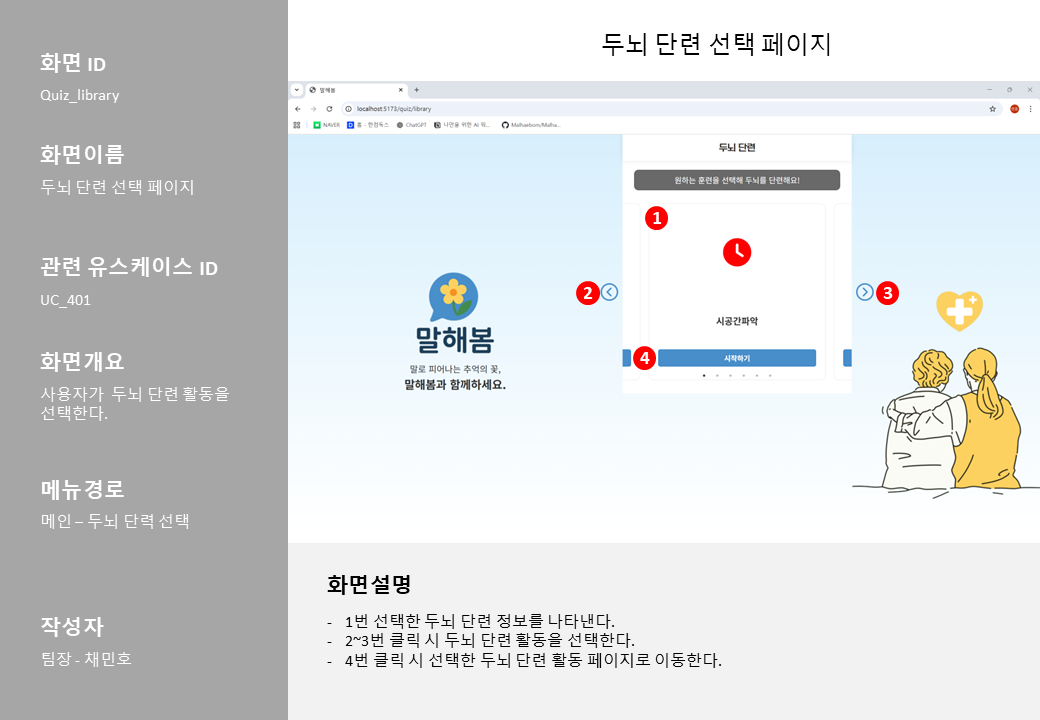 화면 ID
Quiz_library
화면이름
두뇌 단련 선택 페이지
관련 유스케이스 ID
UC_401
화면개요
사용자가  두뇌 단련 활동을
선택한다.
메뉴경로
메인 – 두뇌 단력 선택
작성자
팀장 - 채민호
두뇌 단련 선택 페이지
말해봄
localhost:5173/quiz/library
NAVER
홈 - 한컴독스
ChatGPT
나만을 위한 AI 워...
Malhaebom/Malha...
두뇌 단련
원하는 훈련을 선택해 두뇌를 단련해요!
1
2
3
시공간파악
4
시작하기
말해봄
말로 피어나는 추억의 꽃,
말해봄과 함께하세요.
화면설명
- 1번 선택한 두뇌 단련 정보를 나타낸다.
- 2~3번 클릭 시 두뇌 단련 활동을 선택한다.
- 4번 클릭 시 선택한 두뇌 단련 활동 페이지로 이동한다.